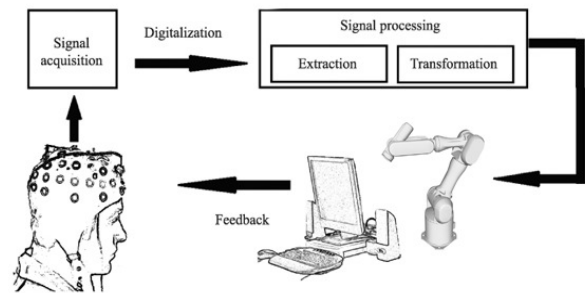 Signal
acquisition
Digitalization
Signal processing
Extraction
Transformation
Feedback